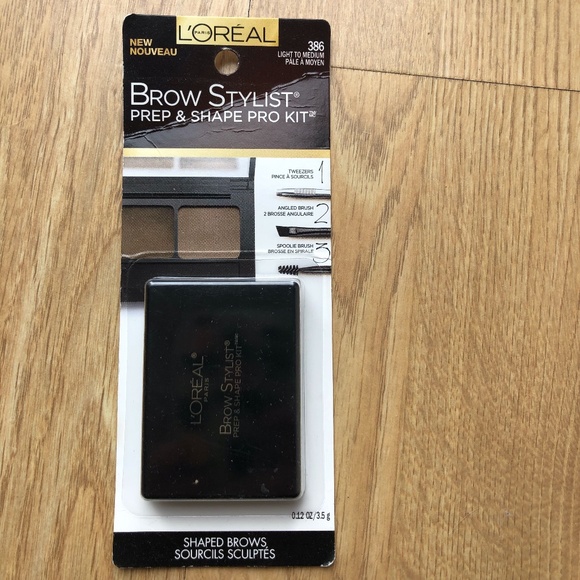 NEW
NOUVEAU
L'ORÉAL
PARIS
386
LIGHT TO MEDIUM
PÂLE À MOYEN
BROW STYLIST®
PREP & SHAPE PRO KIT
TWEEZERS
PINCE À SOURCILS
1
ANGLED BRUSH
BROSSE ANGULAIRE
2
SPOOLIE BRUSH
BROSSE EN SPIRALE
3
L'ORÉAL®
PARIS
BROW STYLIST®
PREP & SHAPE PRO KIT
0.12 OZ/3.5 g
SHAPED BROWS
SOURCILS SCULPTÉS